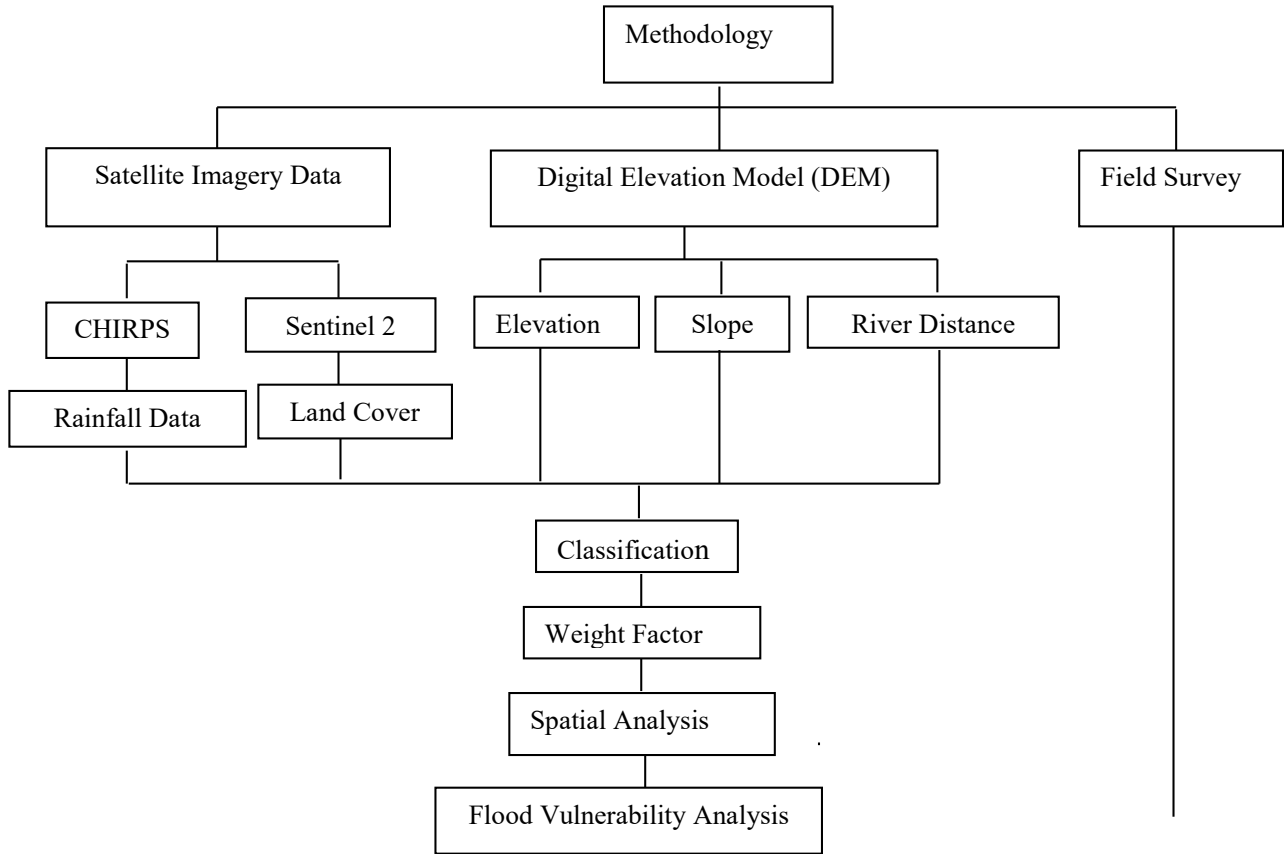 Methodology
Satellite Imagery Data
Digital Elevation Model (DEM)
Field Survey
CHIRPS
Sentinel 2
Elevation
Slope
River Distance
Rainfall Data
Land Cover
Classification
Weight Factor
Spatial Analysis
.
Flood Vulnerability Analysis